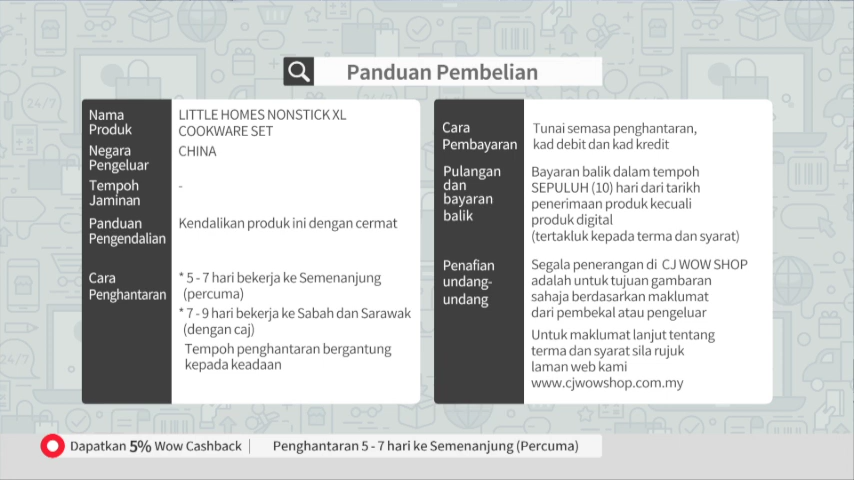 Panduan Pembelian
Nama
Produk
LITTLE HOMES NONSTICK XL
COOKWARE SET
Negara
Pengeluar
CHINA
Tempoh
Jaminan
-
Panduan
Pengendalian
Kendalikan produk ini dengan cermat
Cara
Penghantaran
* 5 - 7 hari bekerja ke Semenanjung
(percuma)
* 7 - 9 hari bekerja ke Sabah dan Sarawak
(dengan caj)
Tempoh penghantaran bergantung
kepada keadaan
Cara
Pembayaran
Tunai semasa penghantaran,
kad debit dan kad kredit
Pulangan
dan
bayaran
balik
Bayaran balik dalam tempoh
SEPULUH (10) hari dari tarikh
penerimaan produk kecuali
produk digital
(tertakluk kepada terma dan syarat)
Penafian
undang-
undang
Segala penerangan di CJ WOW SHOP
adalah untuk tujuan gambaran
sahaja berdasarkan maklumat
dari pembekal atau pengeluar
Untuk maklumat lanjut tentang
terma dan syarat sila rujuk
laman web kami
www.cjwowshop.com.my
Dapatkan 5% Wow Cashback | Penghantaran 5 - 7 hari ke Semenanjung (Percuma)
24/7
24/7